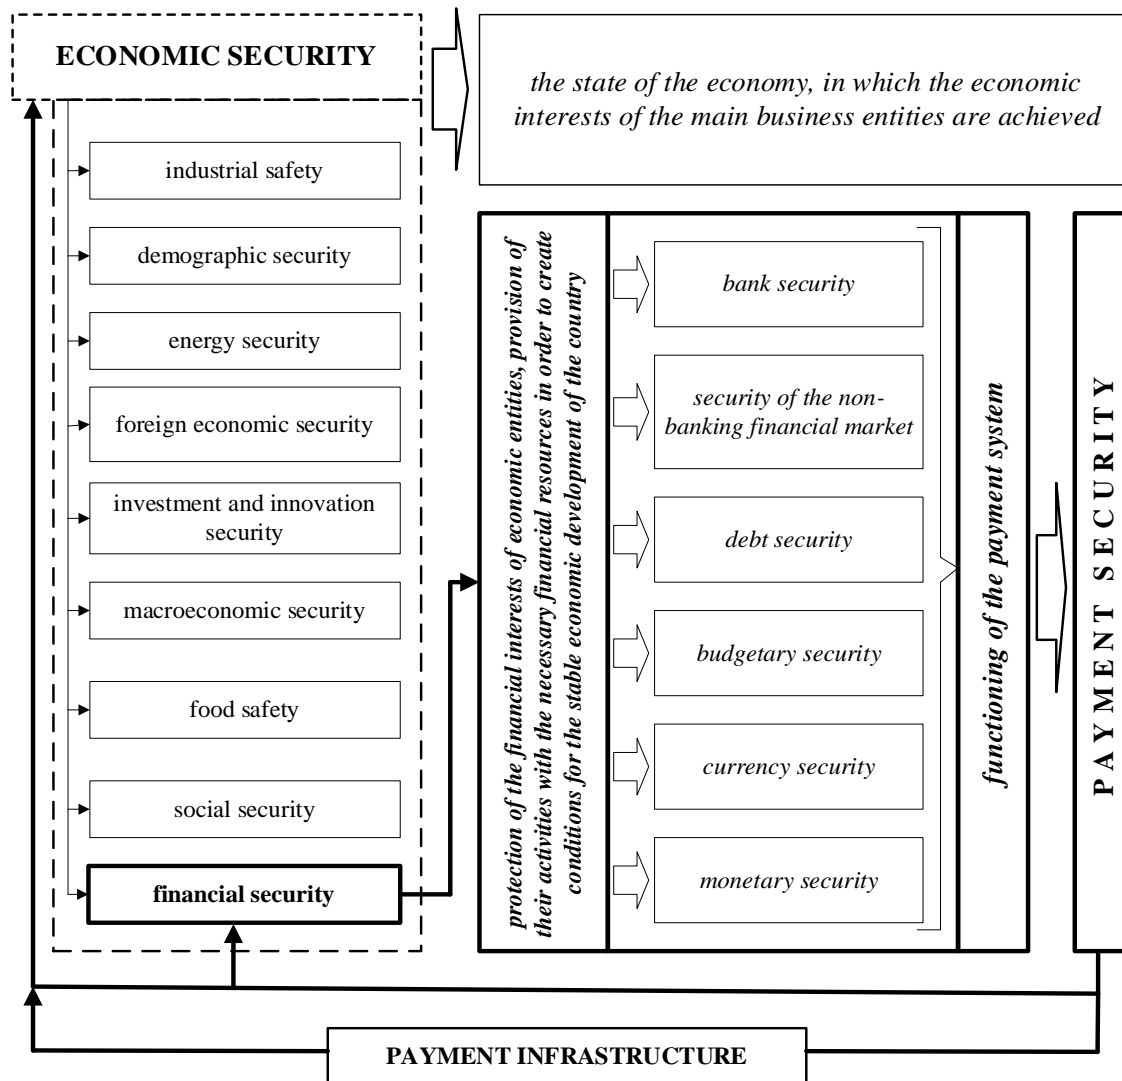 ECONOMIC SECURITY
the state of the economy, in which the economic
interests of the main business entities are achieved
industrial safety
demographic security
energy security
foreign economic security
investment and innovation
security
macroeconomic security
food safety
social security
financial security
protection of the financial interests of economic entities, provision of
their activities with the necessary financial resources in order to create
conditions for the stable economic development of the country
bank security
security of the non-
banking financial market
debt security
budgetary security
currency security
monetary security
functioning of the payment system
PAYMENT SECURITY
PAYMENT INFRASTRUCTURE